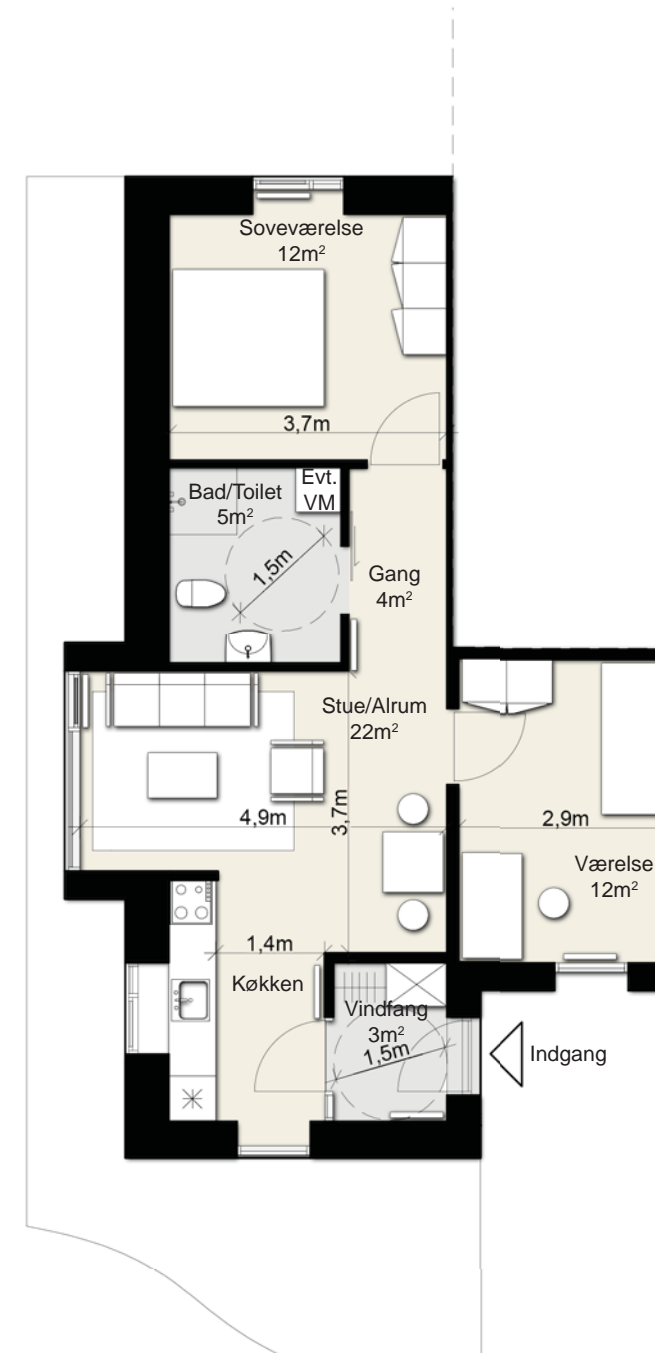 Soveværelse
12m²
3,7m
Evt.
VM
Bad/Toilet
5m²
1,5m
Gang
4m²
Stue/Alrum
22m²
4,9m
3,7m
2,9m
Værelse
12m²
1,4m
Køkken
Vindfang
3m²
1,5m
Indgang